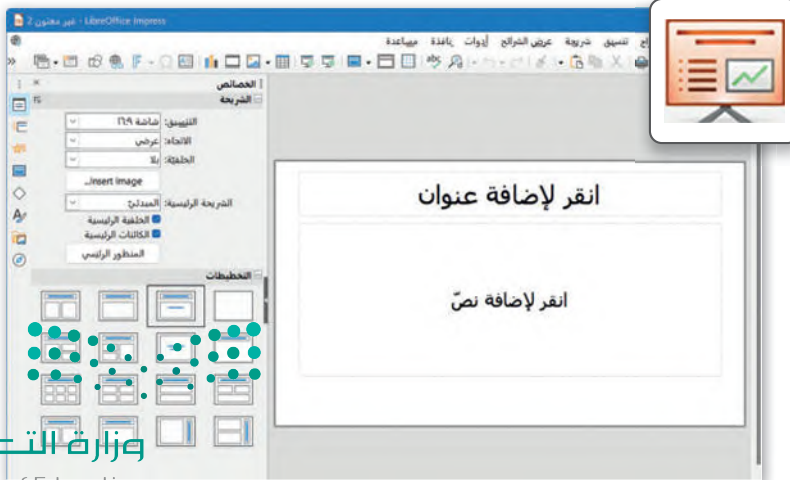 غير معنون 2 - LibreOffice Impress
تنسيق شريحة عرض الشرائح أدوات نافذة مساعدة
الخصائص
الشريحة
التنسيق: شاشة ١٦:٩
الاتجاه: عرضي
الخلفية: بلا
Insert Image...
الشريحة الرئيسية: المبدئيّ
الخلفية الرئيسية
الكائنات الرئيسية
المنظور الرئيسي
التخطيطات
انقر لإضافة عنوان
انقر لإضافة نصّ
وزارة التـ